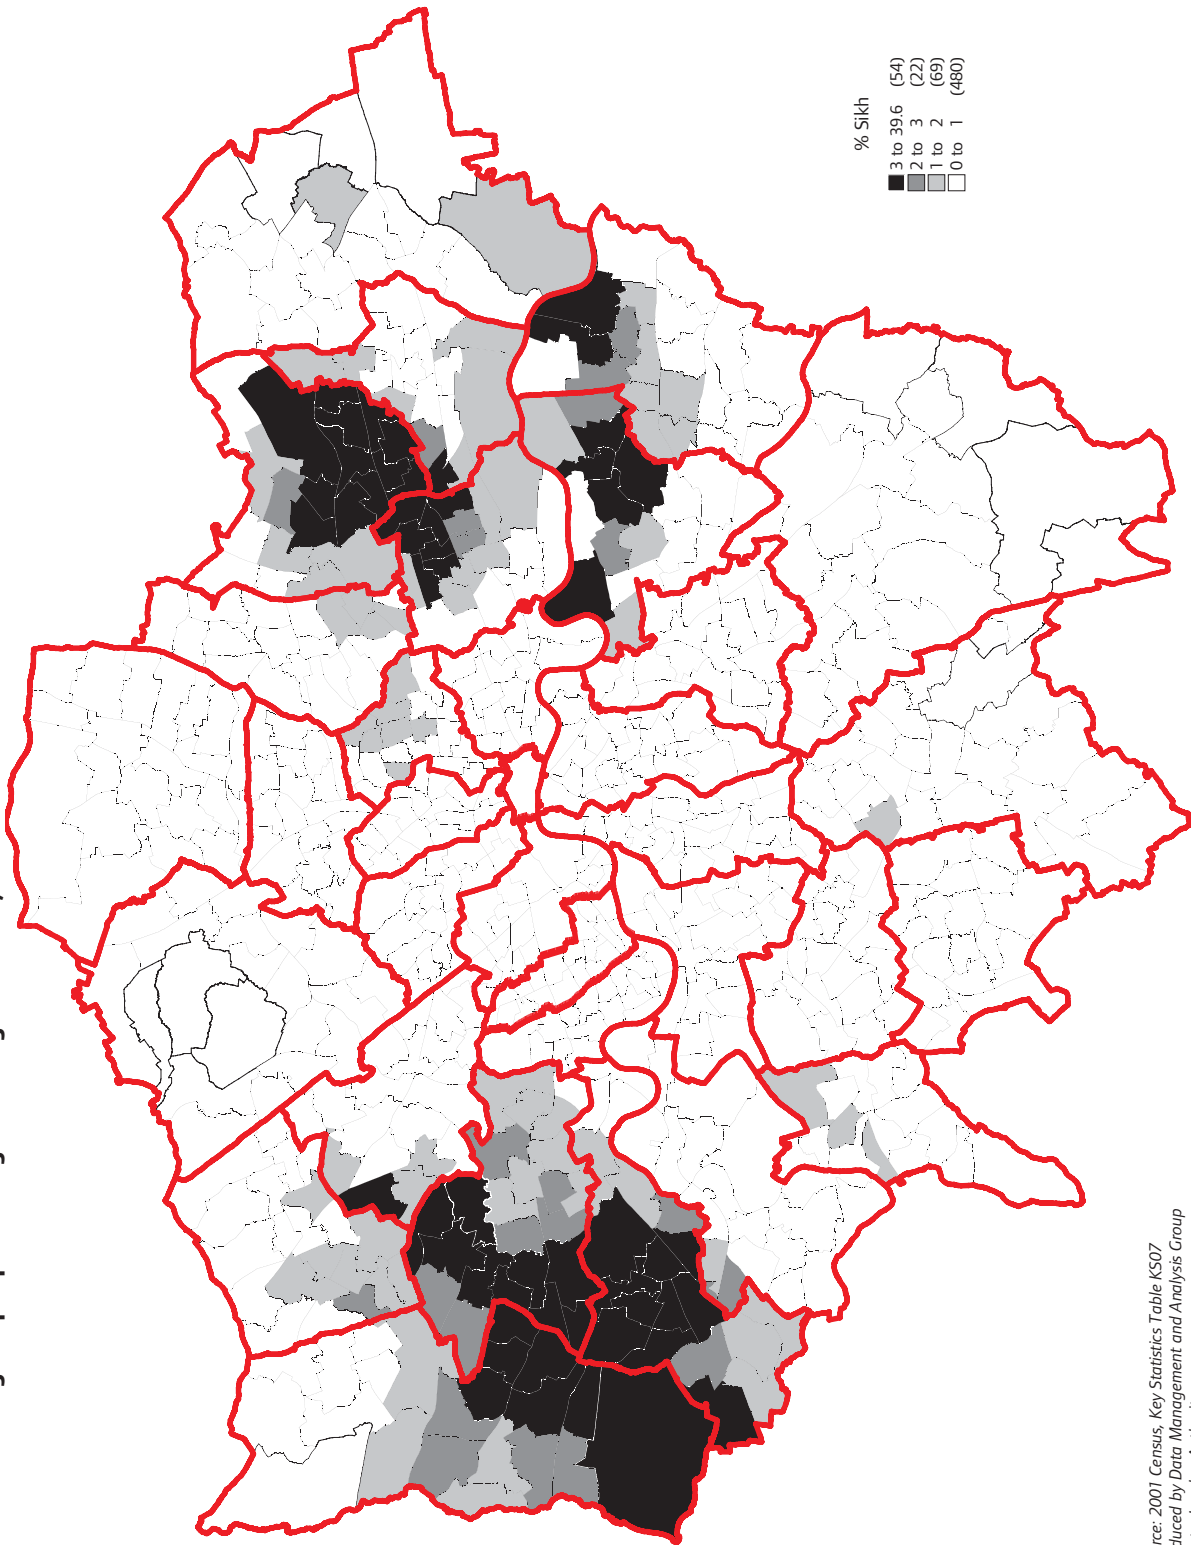 % Sikh
3 to 39.6 (54)
2 to 3 (22)
1 to 2 (69)
0 to 1 (480)
rce: 2001 Census, Key Statistics Table KS07
duced by Data Management and Analysis Group